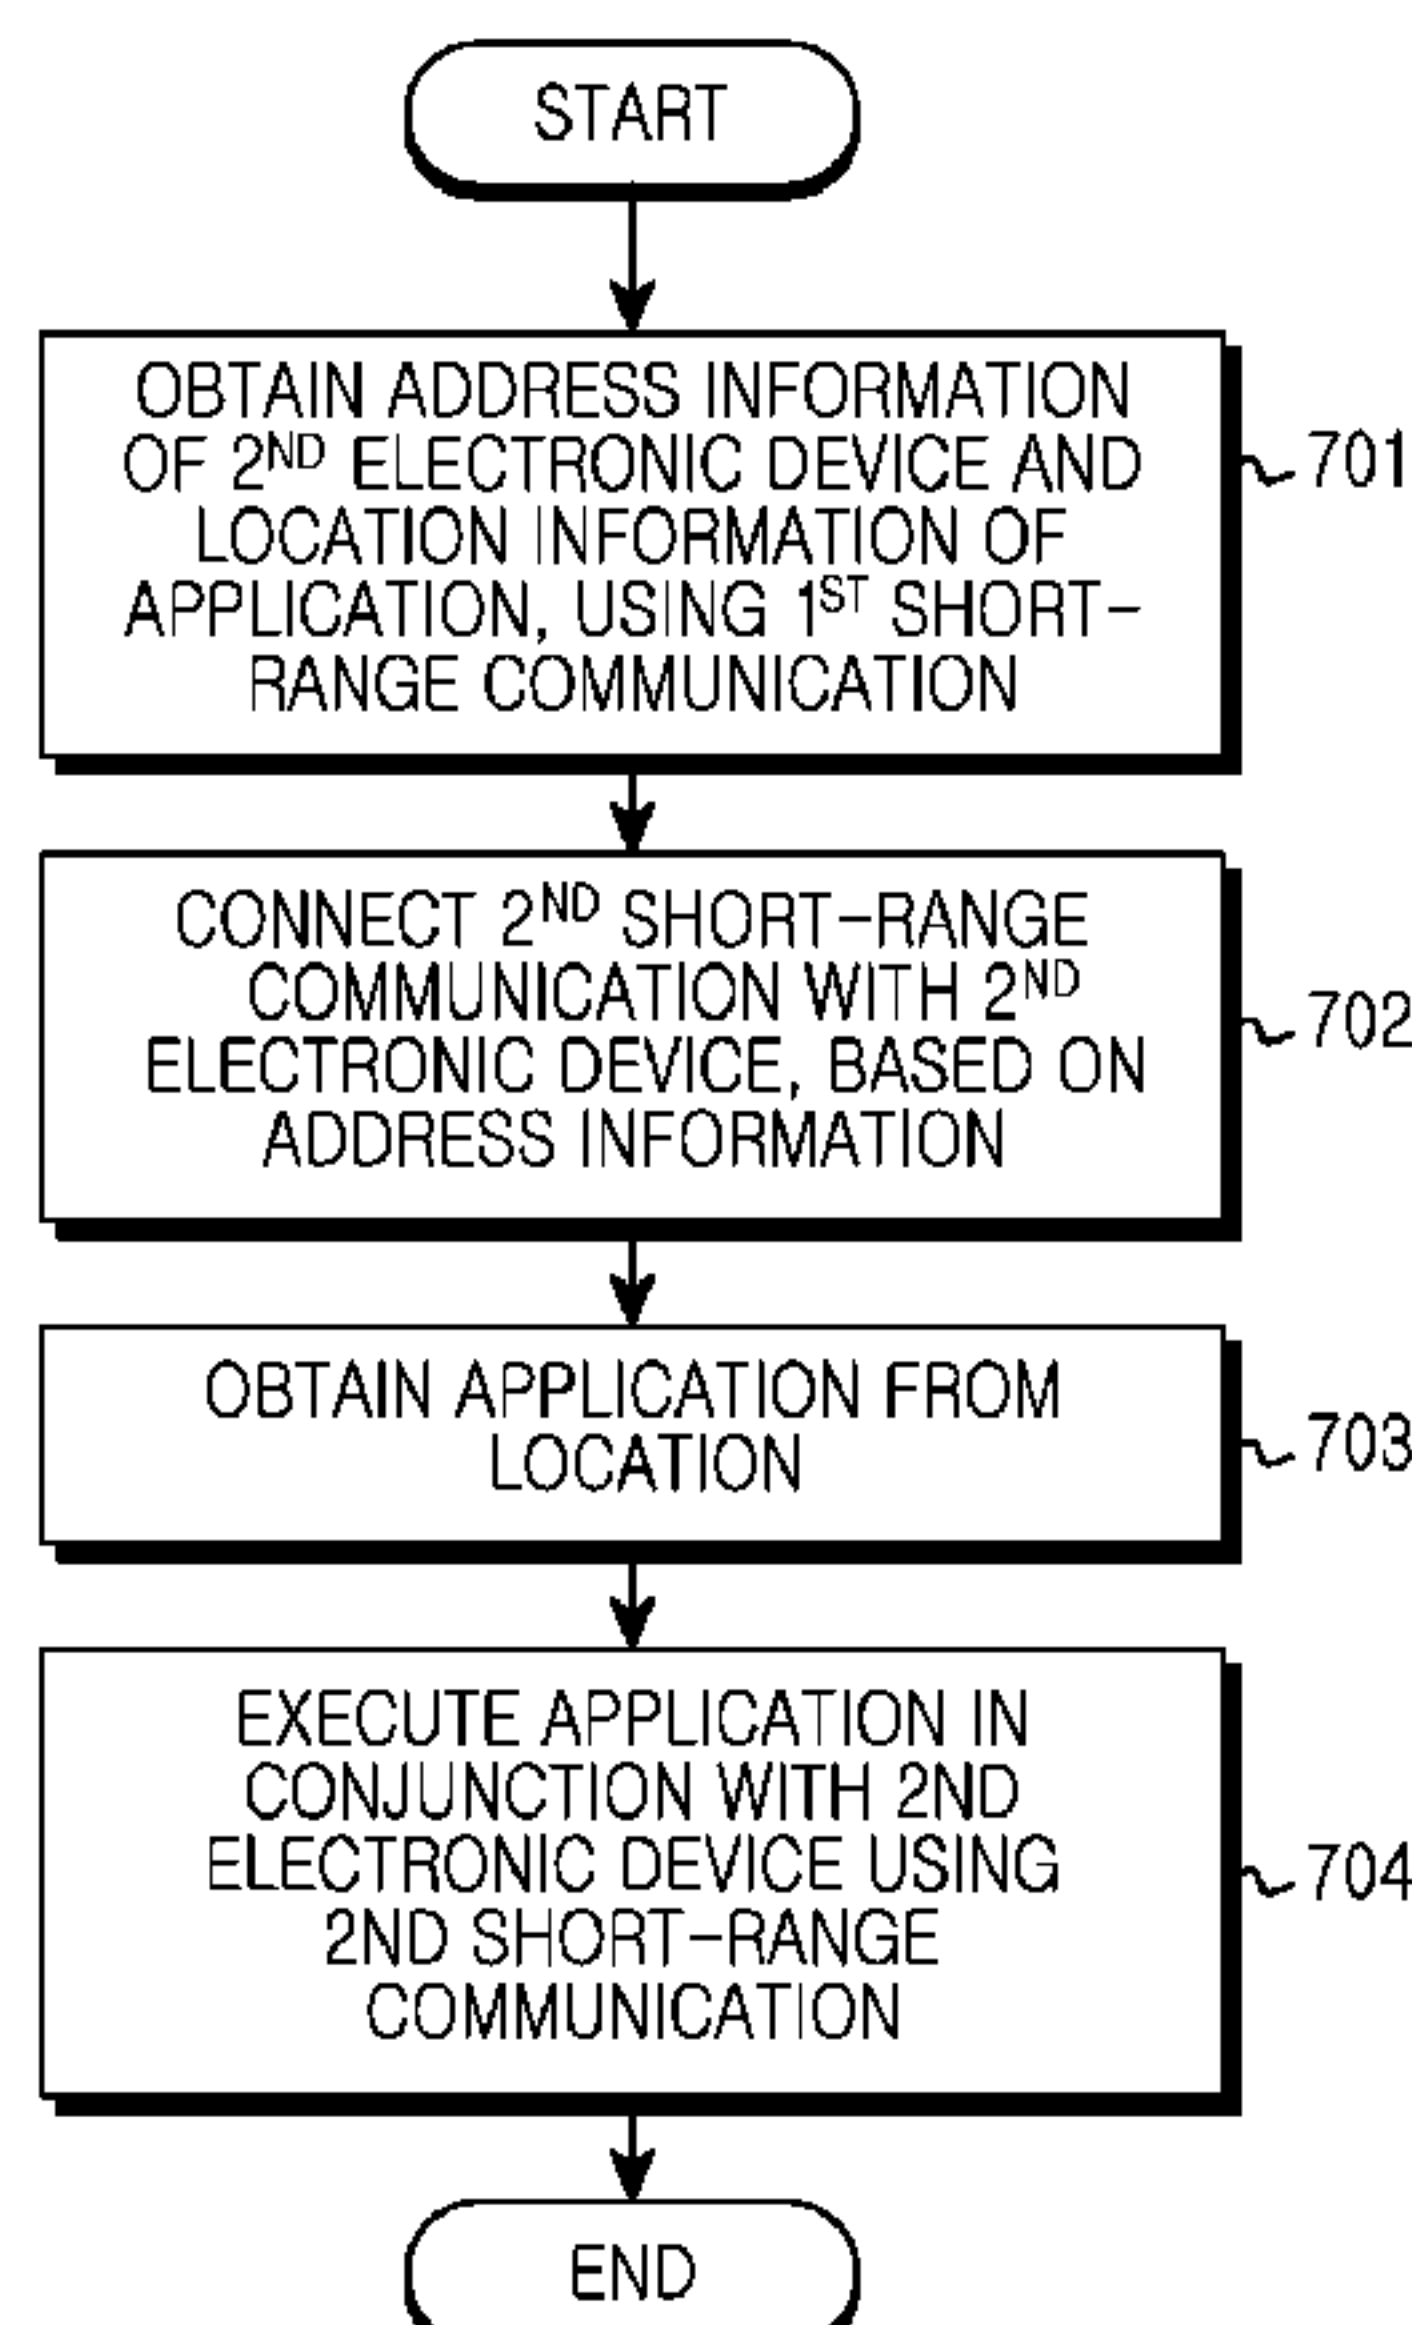 START
OBTAIN ADDRESS INFORMATION
OF 2ND ELECTRONIC DEVICE AND
LOCATION INFORMATION OF
APPLICATION, USING 1ST SHORT-
RANGE COMMUNICATION
701
CONNECT 2ND SHORT-RANGE
COMMUNICATION WITH 2ND
ELECTRONIC DEVICE, BASED ON
ADDRESS INFORMATION
702
OBTAIN APPLICATION FROM
LOCATION
703
EXECUTE APPLICATION IN
CONJUNCTION WITH 2ND
ELECTRONIC DEVICE USING
2ND SHORT-RANGE
COMMUNICATION
704
END